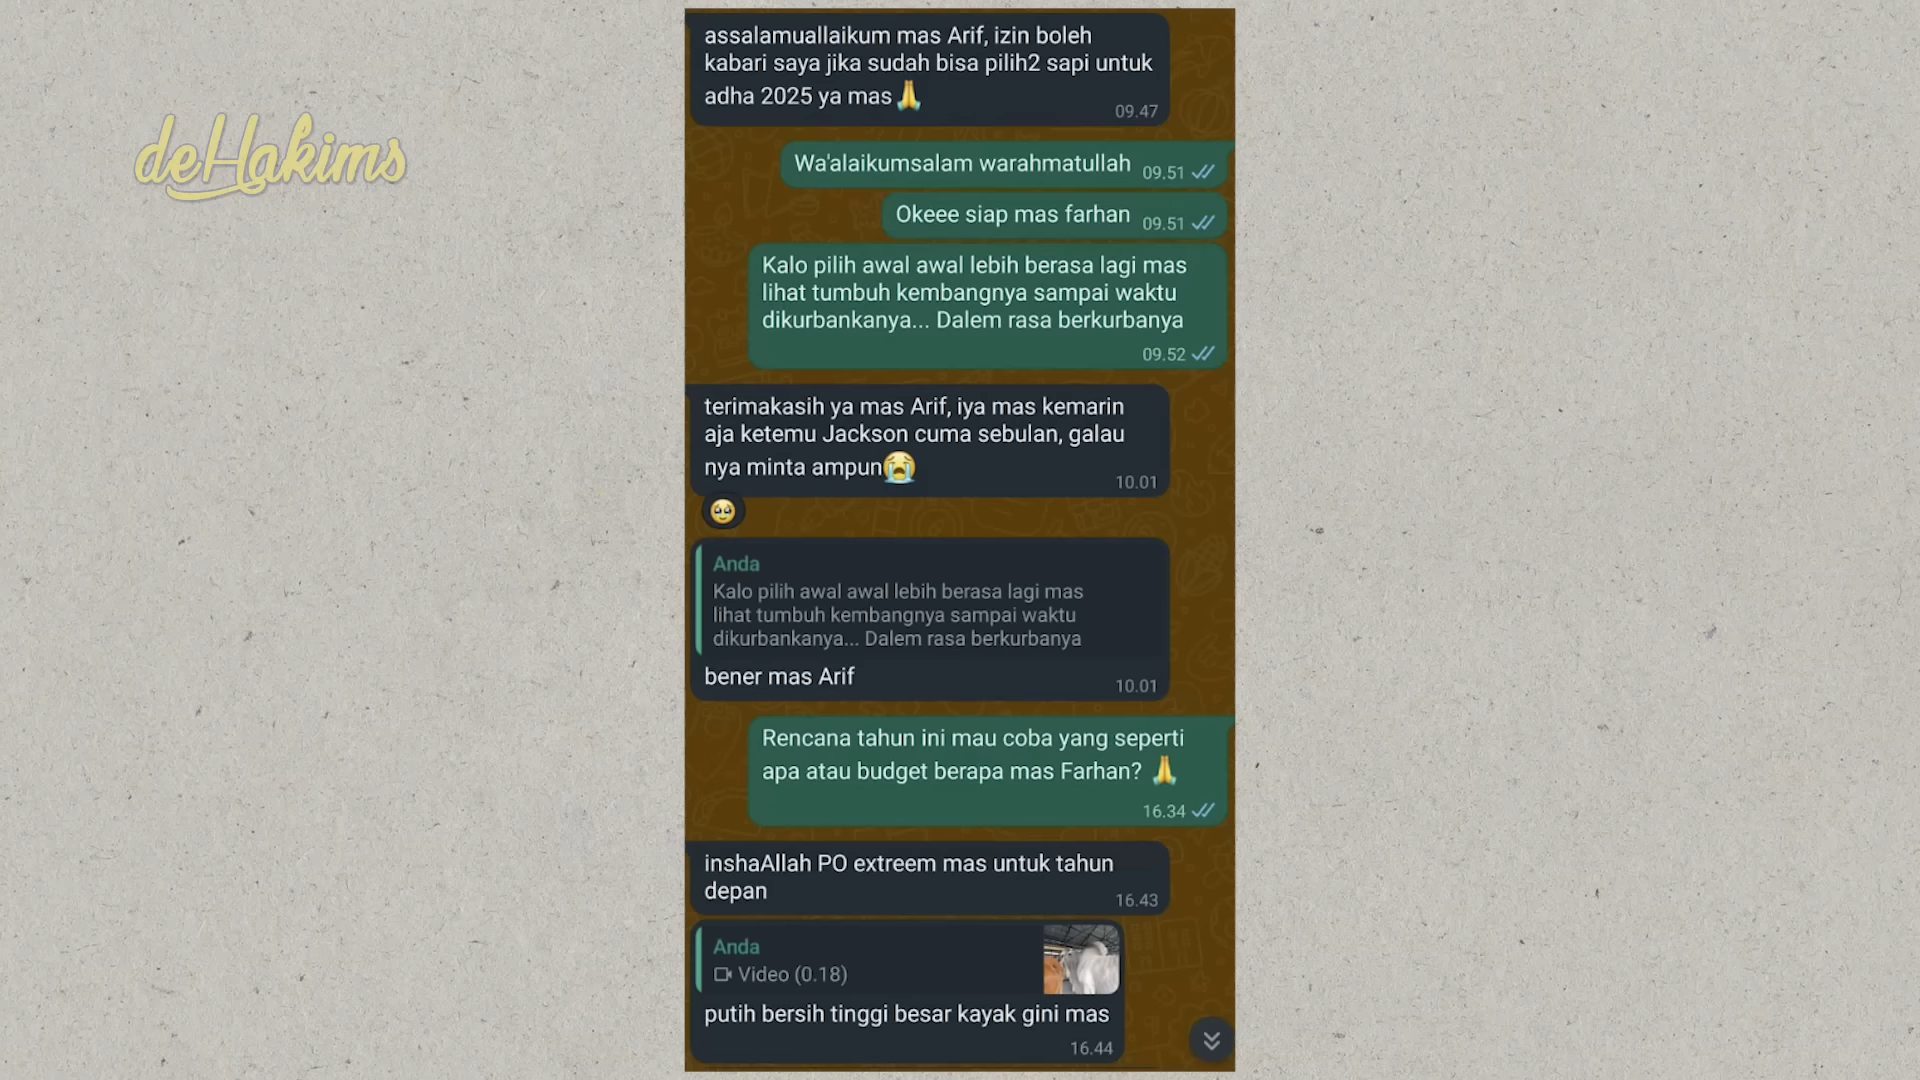 deHakims
assalamuallaikum mas Arif, izin boleh
kabari saya jika sudah bisa pilih2 sapi untuk
adha 2025 ya mas🙏
09.47
Wa'alaikumsalam warahmatullah
09.51
Okeee siap mas farhan
09.51
Kalo pilih awal awal lebih berasa lagi mas
lihat tumbuh kembangnya sampai waktu
dikurbankanya... Dalem rasa berkurbanya
09.52
terimakasih ya mas Arif, iya mas kemarin
aja ketemu Jackson cuma sebulan, galau
nya minta ampun😭
10.01
🥹
Anda
Kalo pilih awal awal lebih berasa lagi mas
lihat tumbuh kembangnya sampai waktu
dikurbankanya... Dalem rasa berkurbanya
bener mas Arif
10.01
Rencana tahun ini mau coba yang seperti
apa atau budget berapa mas Farhan? 🙏
16.34
inshaAllah PO extreem mas untuk tahun
depan
16.43
Anda
Video (0.18)
putih bersih tinggi besar kayak gini mas
16.44